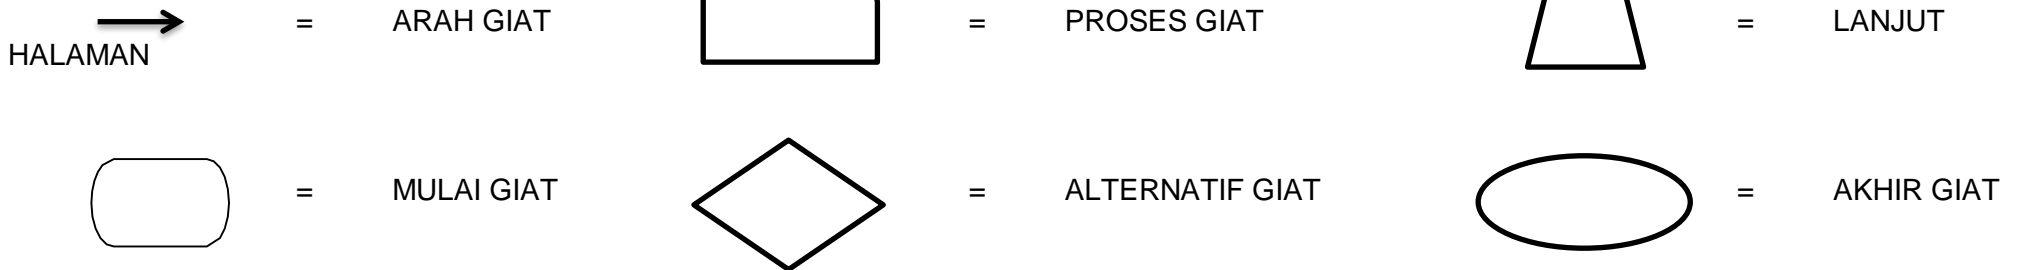 = ARAH GIAT = PROSES GIAT = LANJUT
HALAMAN
= MULAI GIAT = ALTERNATIF GIAT = AKHIR GIAT